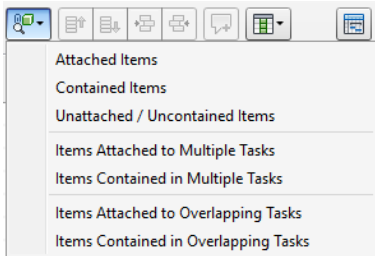 Attached Items
Contained Items
Unattached / Uncontained Items
Items Attached to Multiple Tasks
Items Contained in Multiple Tasks
Items Attached to Overlapping Tasks
Items Contained in Overlapping Tasks